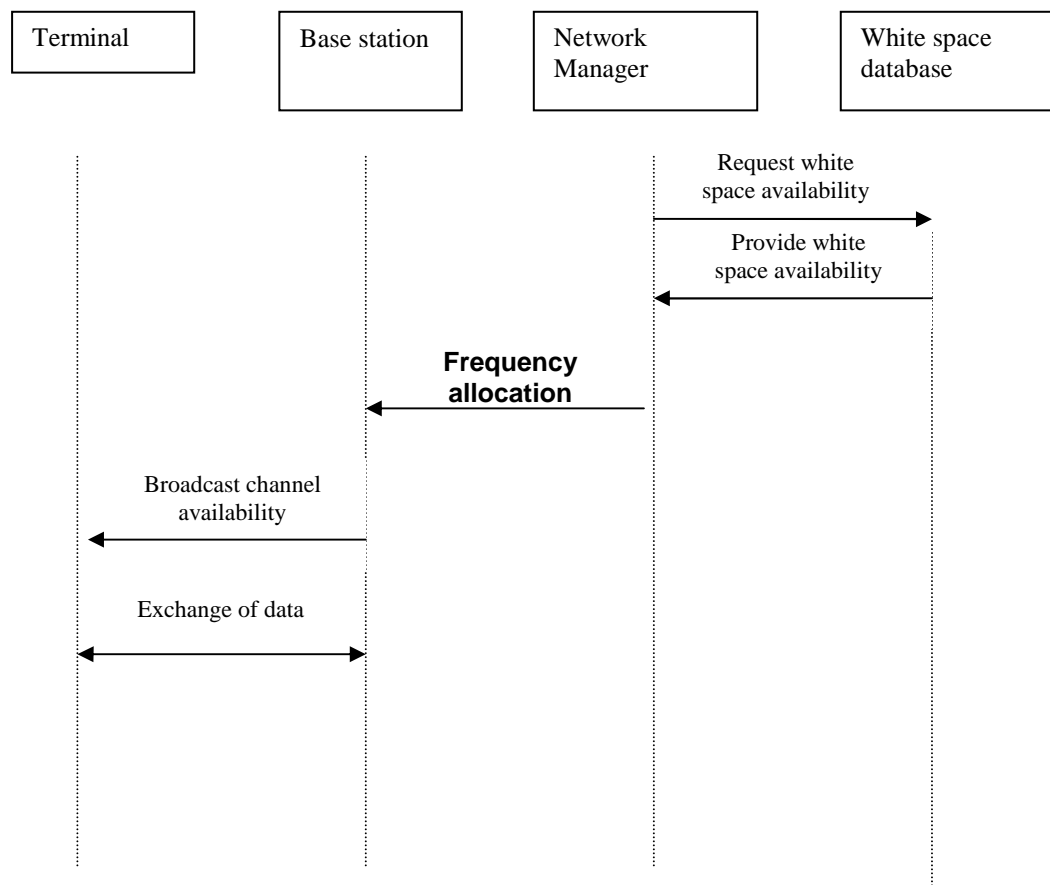 Terminal
Base station
Network
Manager
White space
database
Request white
space availability
Provide white
space availability
Frequency
allocation
Broadcast channel
availability
Exchange of data